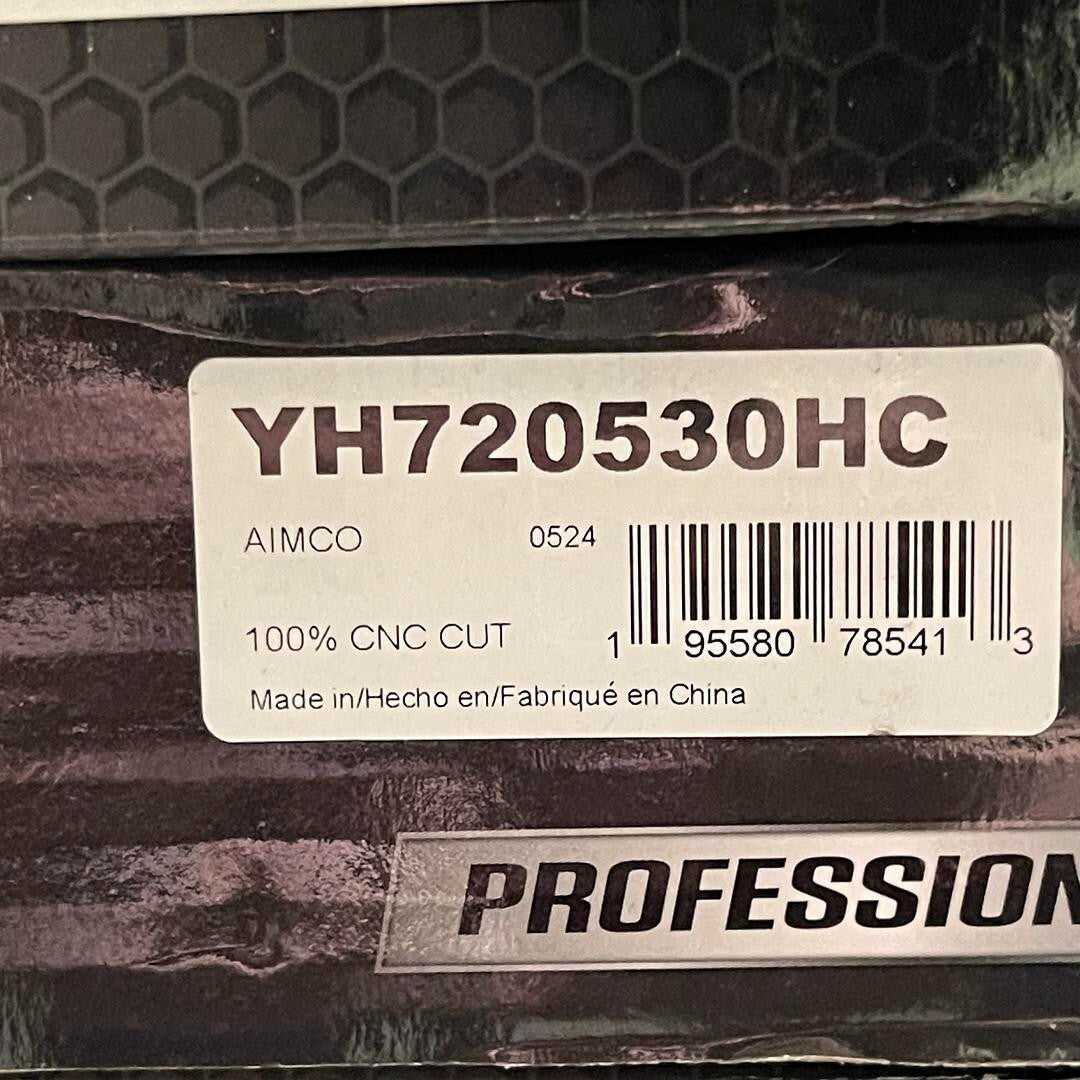 YH720530HC
AIMCO 0524
100% CNC CUT
1 95580 78541 3
Made in/Hecho en/Fabriqué en China
PROFESSION